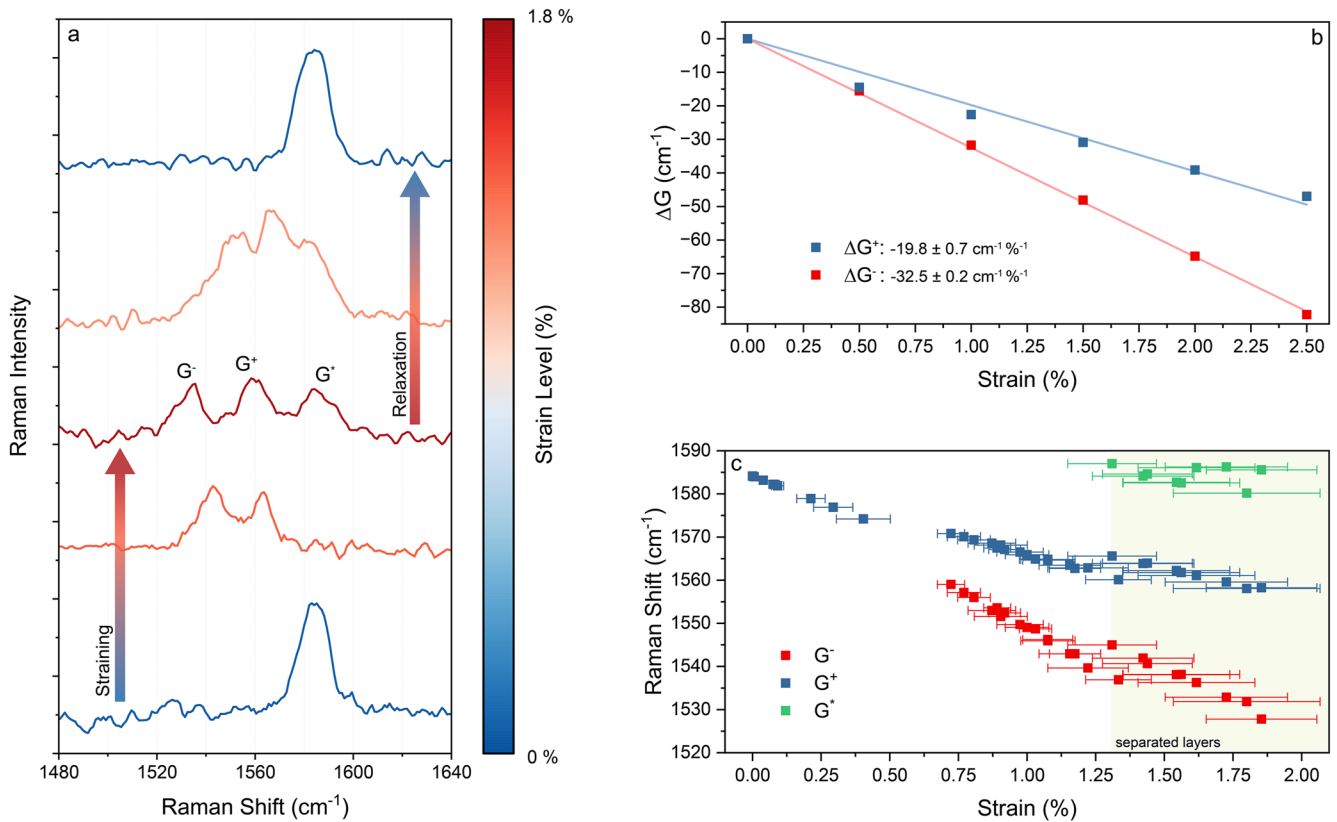 a
Raman Intensity
G⁻
G⁺
G*
Straining
Relaxation
1480
1520
1560
1600
1640
Raman Shift (cm⁻¹)
1.8 %
Strain Level (%)
0 %
b
0
−10
−20
−30
−40
−50
−60
−70
−80
ΔG (cm⁻¹)
ΔG⁺: -19.8 ± 0.7 cm⁻¹ %⁻¹
ΔG⁻: -32.5 ± 0.2 cm⁻¹ %⁻¹
0.00
0.25
0.50
0.75
1.00
1.25
1.50
1.75
2.00
2.25
2.50
Strain (%)
c
1590
1580
1570
1560
1550
1540
1530
1520
Raman Shift (cm⁻¹)
G⁻
G⁺
G*
separated layers
0.00
0.25
0.50
0.75
1.00
1.25
1.50
1.75
2.00
Strain (%)